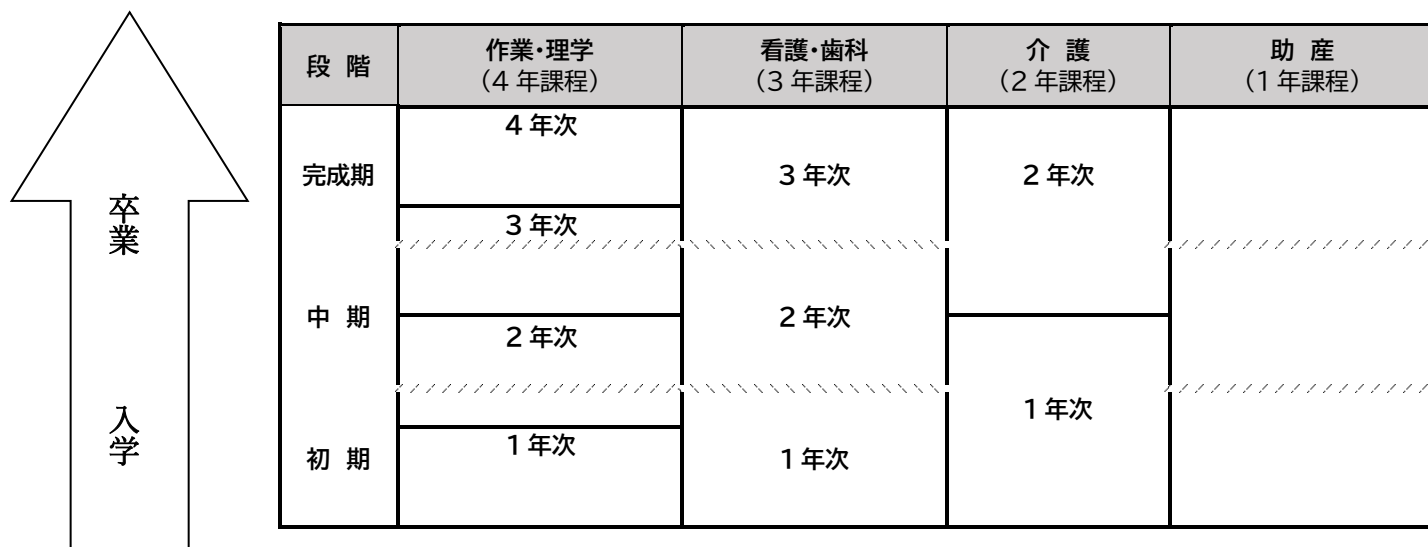 卒業
入学
段 階
作業・理学
（4 年課程）
看護・歯科
（3 年課程）
介 護
（2 年課程）
助 産
（1 年課程）
完成期
4 年次
3 年次
3 年次
2 年次
中 期
2 年次
2 年次
1 年次
初 期
1 年次
1 年次